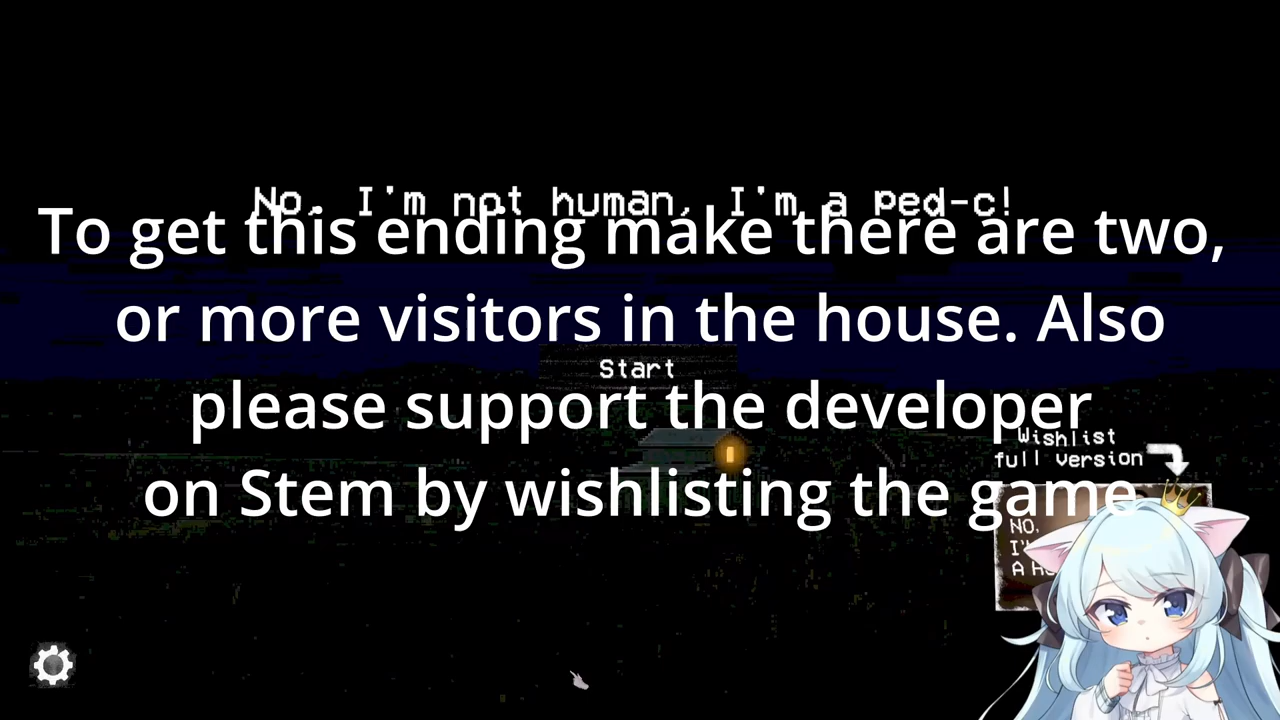 No, I'm not human, I'm a ped-c!
To get this ending make there are two,
or more visitors in the house. Also
Start
please support the developer
Wishlist
full version
on Stem by wishlisting the game
NO,